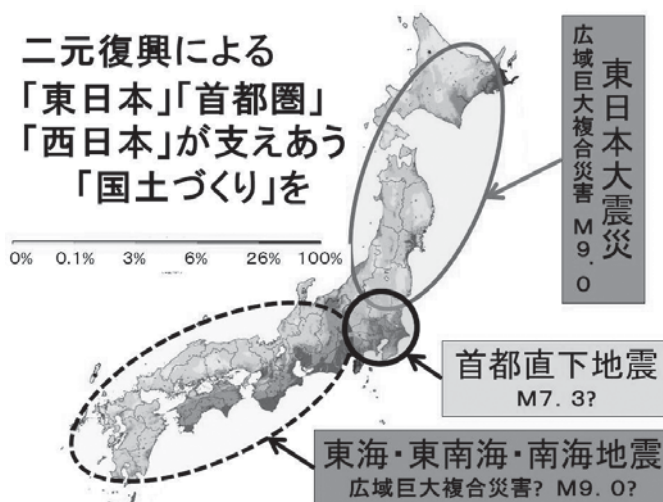 二元復興による
「東日本」「首都圏」
「西日本」が支えあう
「国土づくり」を
0% 0.1% 3% 6% 26% 100%
東日本大震災
広域巨大複合災害 M9.0
首都直下地震
M7.3?
東海・東南海・南海地震
広域巨大複合災害? M9.0?